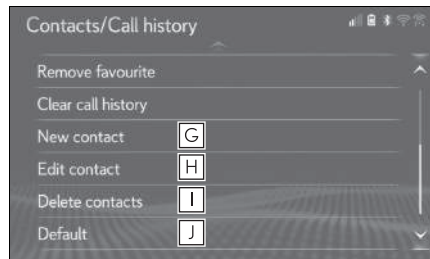 Contacts/Call history
Remove favourite
Clear call history
New contact G
Edit contact H
Delete contacts I
Default J